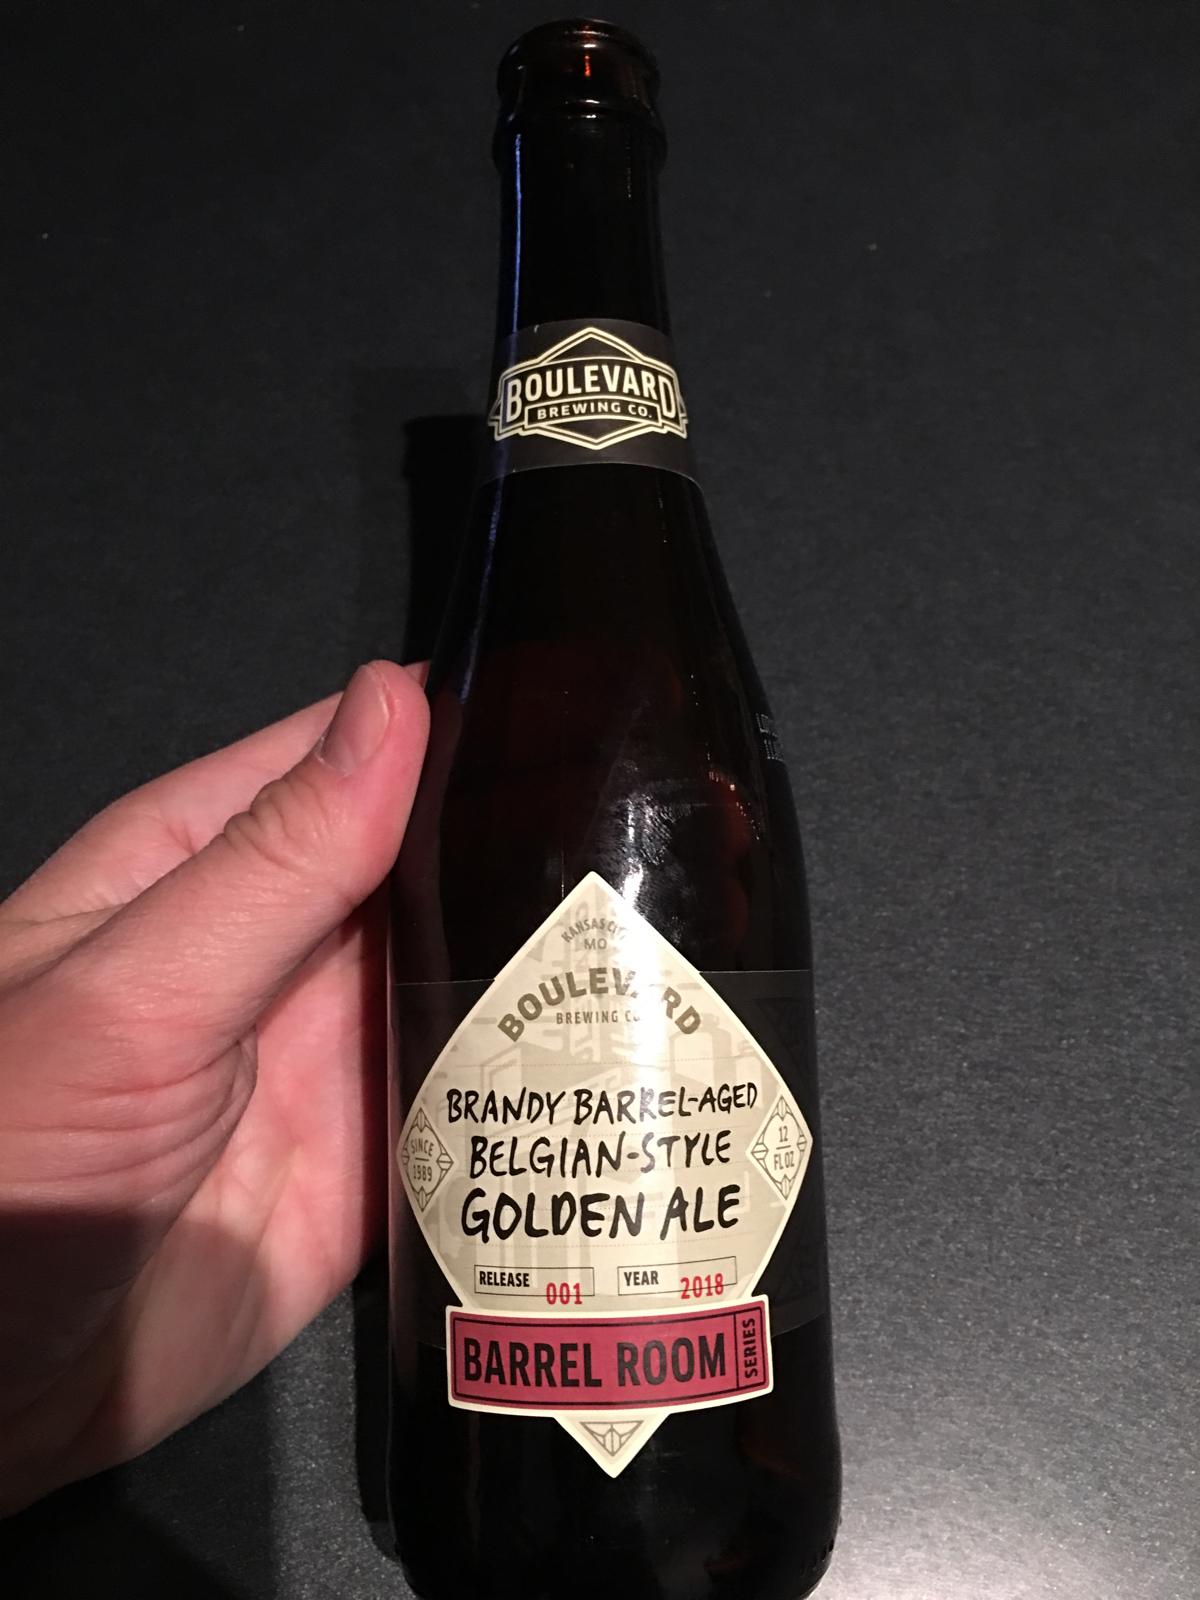 BOULEVARD
BREWING CO.
KANSAS CITY
MO
BOULEVARD
BREWING CO.
BRANDY BARREL-AGED
BELGIAN-STYLE
GOLDEN ALE
SINCE
1989
12
FL OZ
RELEASE 001 YEAR 2018
BARREL ROOM SERIES